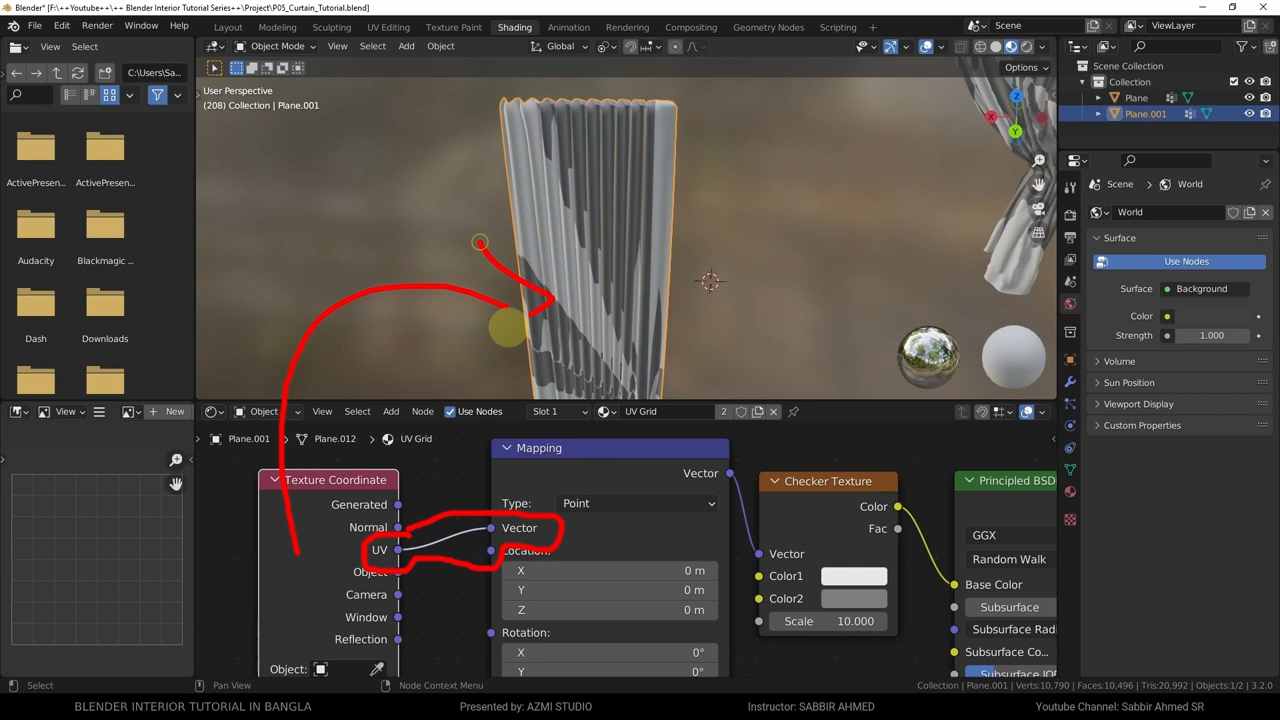 Blender* [F:\++Youtube++\++ Blender Interior Tutorial Series++\Project\P05_Curtain_Tutorial.blend]
File Edit Render Window Help Layout Modeling Sculpting UV Editing Texture Paint Shading Animation Rendering Compositing Geometry Nodes Scripting Scene ViewLayer
View Select Object Mode View Select Add Object Global
C:\Users\Sa... Options
User Perspective
(208) Collection | Plane.001
Scene Collection
Collection
Plane
Plane.001
ActivePresen... ActivePresen...
Audacity Blackmagic ...
Dash Downloads
X Y Z
Scene World
World
Surface
Use Nodes
Surface Background
Color
Strength 1.000
Volume
Sun Position
Viewport Display
Custom Properties
View New Object View Select Add Node Use Nodes Slot 1 UV Grid 2
Plane.001 Plane.012 UV Grid
Texture Coordinate
Generated
Normal
UV
Object
Camera
Window
Reflection
Object:
Mapping
Vector
Type: Point
Vector
Location:
X 0 m
Y 0 m
Z 0 m
Rotation:
X 0°
Y 0°
Checker Texture
Color
Fac
Vector
Color1
Color2
Scale 10.000
Principled BSD
GGX
Random Walk
Base Color
Subsurface
Subsurface Radi
Subsurface Co...
Subsurface IOR
Select Pan View Node Context Menu Collection | Plane.001 | Verts:10,790 | Faces:10,496 | Tris:20,992 | Objects:1/2 | 3.2.0
BLENDER INTERIOR TUTORIAL IN BANGLA Presented by: AZMI STUDIO Instructor: SABBIR AHMED Youtube Channel: Sabbir Ahmed SR